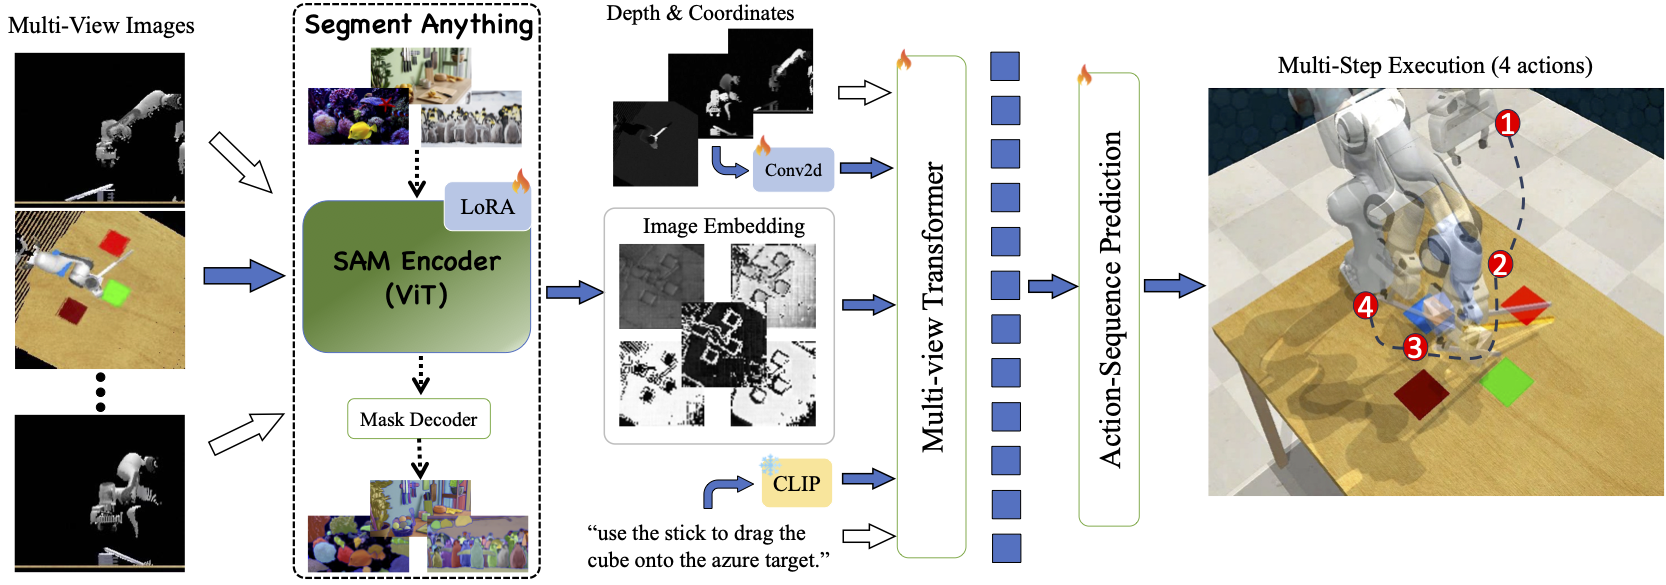 Multi-View Images
Segment Anything
LoRA
SAM Encoder
(ViT)
Mask Decoder
Depth & Coordinates
Conv2d
Image Embedding
CLIP
“use the stick to drag the
cube onto the azure target.”
Multi-view Transformer
Action-Sequence Prediction
Multi-Step Execution (4 actions)
1
2
3
4